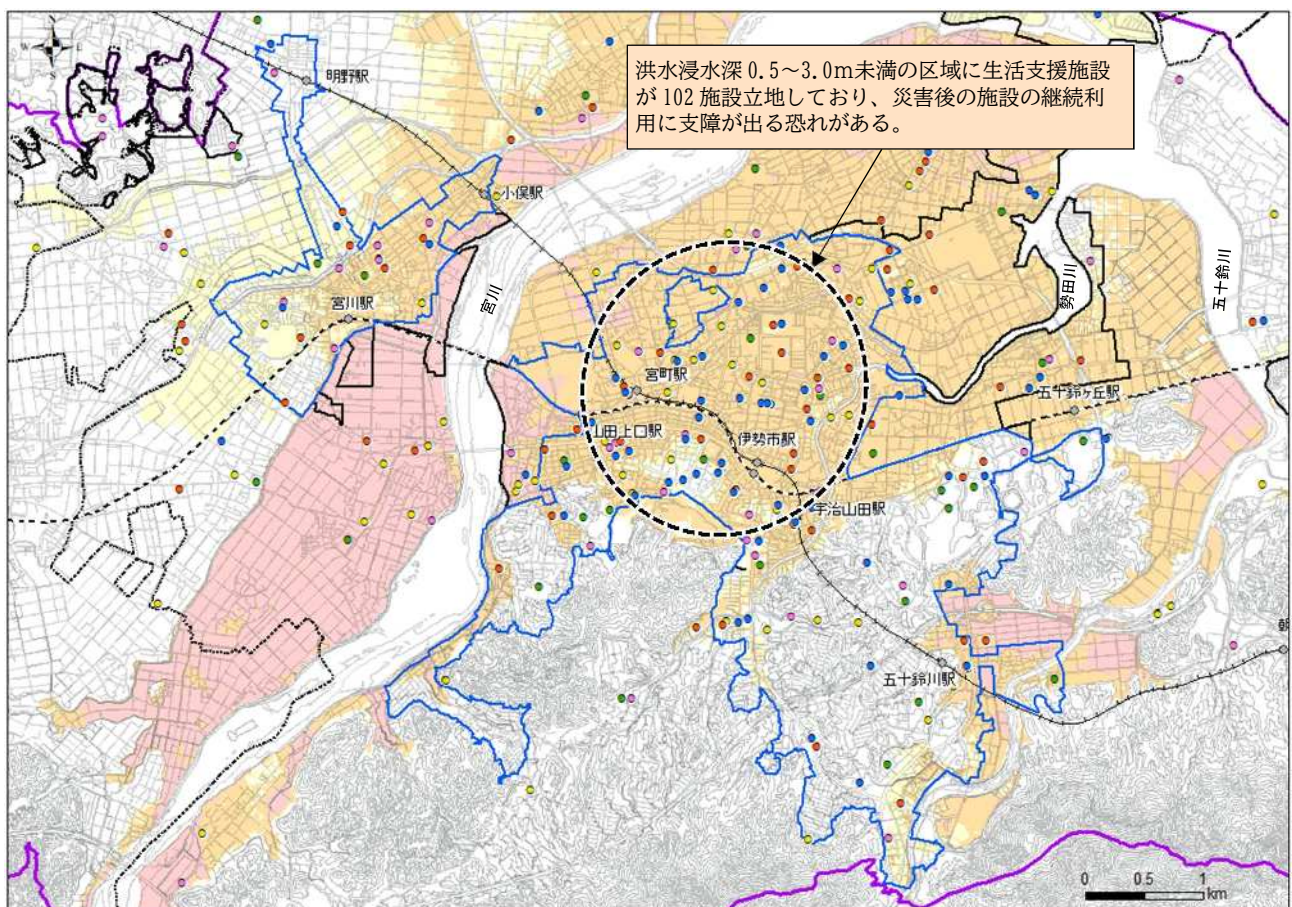 洪水浸水深 0.5～3.0m未満の区域に生活支援施設
が 102 施設立地しており、災害後の施設の継続利
用に支障が出る恐れがある。
明野駅
小俣駅
宮川駅
宮川
勢田川
五十鈴川
宮町駅
五十鈴ヶ丘駅
山田上口駅
伊勢市駅
宇治山田駅
五十鈴川駅
朝
0 0.5 1
km